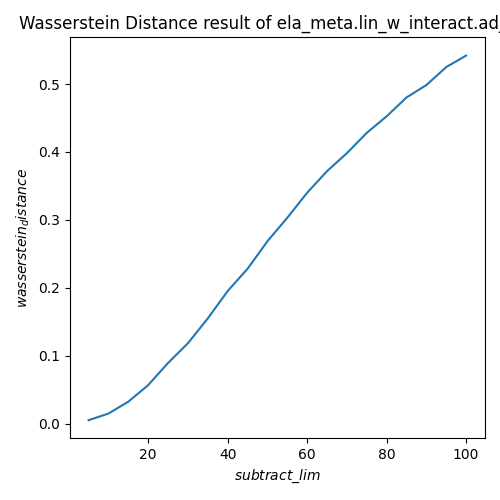 Wasserstein Distance result of ela_meta.lin_w_interact.ad_
0.5
0.4
0.3
0.2
0.1
0.0
wasserstein_distance
20 40 60 80 100
subtract_lim